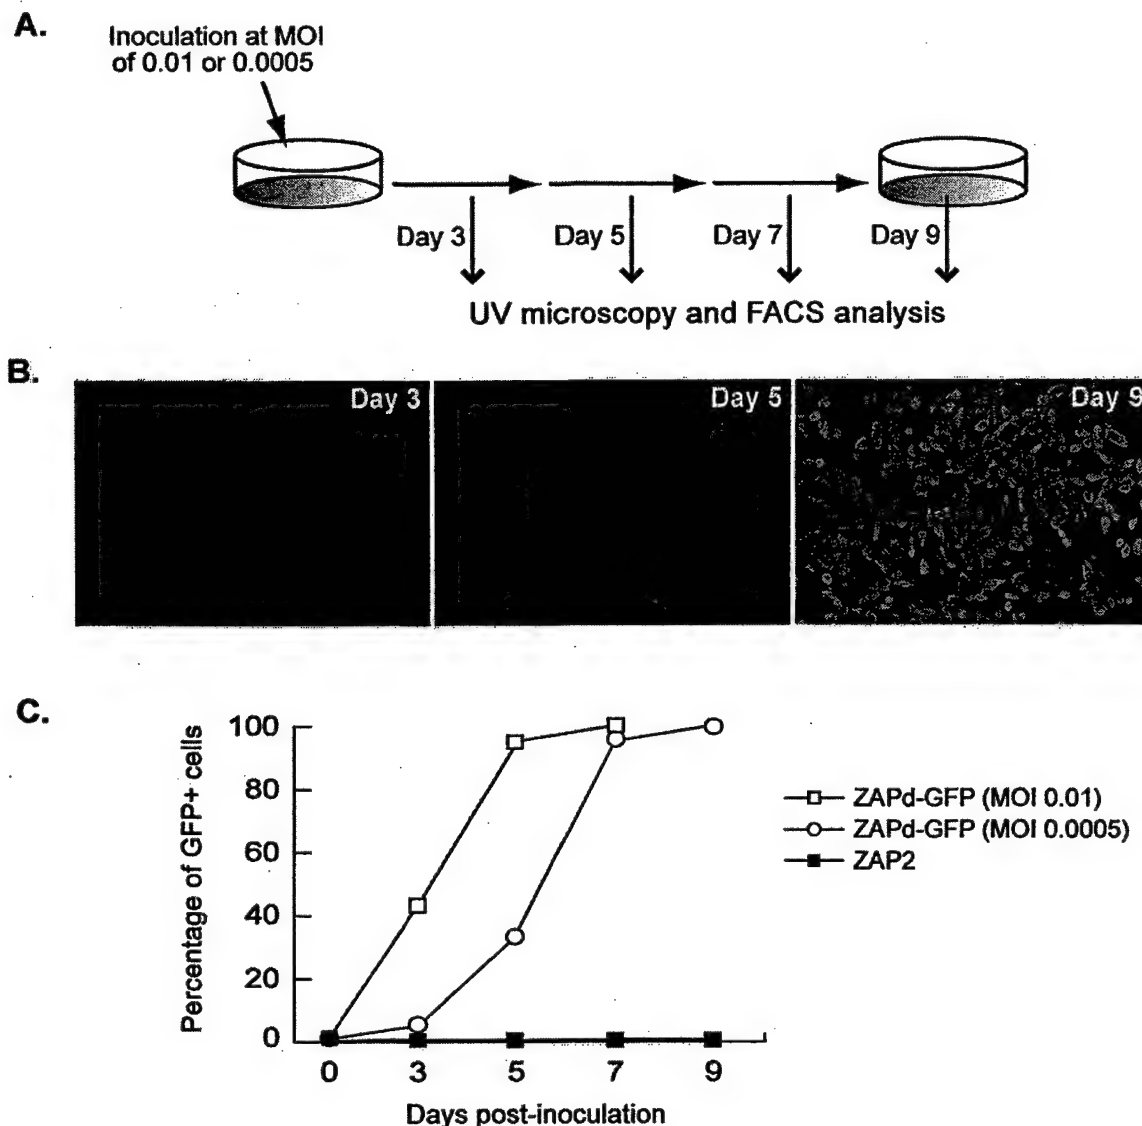 A.
Inoculation at MOI
of 0.01 or 0.0005
Day 3
Day 5
Day 7
Day 9
UV microscopy and FACS analysis
B.
Day 3
Day 5
Day 9
C.
Percentage of GFP+ cells
100
80
60
40
20
0
0
3
5
7
9
Days post-inoculation
ZAPd-GFP (MOI 0.01)
ZAPd-GFP (MOI 0.0005)
ZAP2